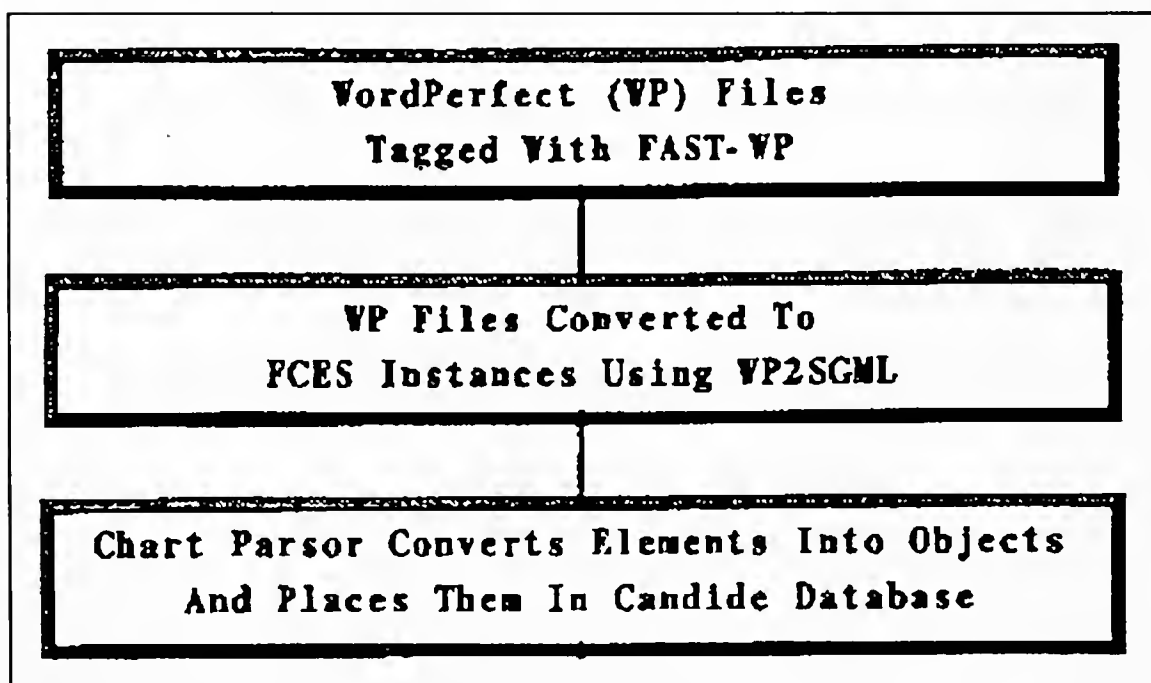 WordPerfect (WP) Files
Tagged With FAST-WP
WP Files Converted To
FCES Instances Using WP2SGML
Chart Parsor Converts Elements Into Objects
And Places Them In Candide Database